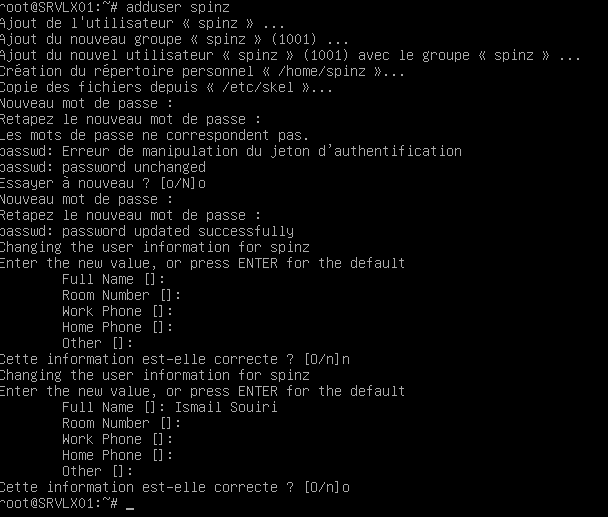 root@SRVLX01:~# adduser spinz
Ajout de l'utilisateur « spinz » ...
Ajout du nouveau groupe « spinz » (1001) ...
Ajout du nouvel utilisateur « spinz » (1001) avec le groupe « spinz » ...
Création du répertoire personnel « /home/spinz »...
Copie des fichiers depuis « /etc/skel »...
Nouveau mot de passe :
Retapez le nouveau mot de passe :
Les mots de passe ne correspondent pas.
passwd: Erreur de manipulation du jeton d’authentification
passwd: password unchanged
Essayer à nouveau ? [o/N]o
Nouveau mot de passe :
Retapez le nouveau mot de passe :
passwd: password updated successfully
Changing the user information for spinz
Enter the new value, or press ENTER for the default
        Full Name []:
        Room Number []:
        Work Phone []:
        Home Phone []:
        Other []:
Cette information est-elle correcte ? [O/n]n
Changing the user information for spinz
Enter the new value, or press ENTER for the default
        Full Name []: Ismail Souiri
        Room Number []:
        Work Phone []:
        Home Phone []:
        Other []:
Cette information est-elle correcte ? [O/n]o
root@SRVLX01:~# _